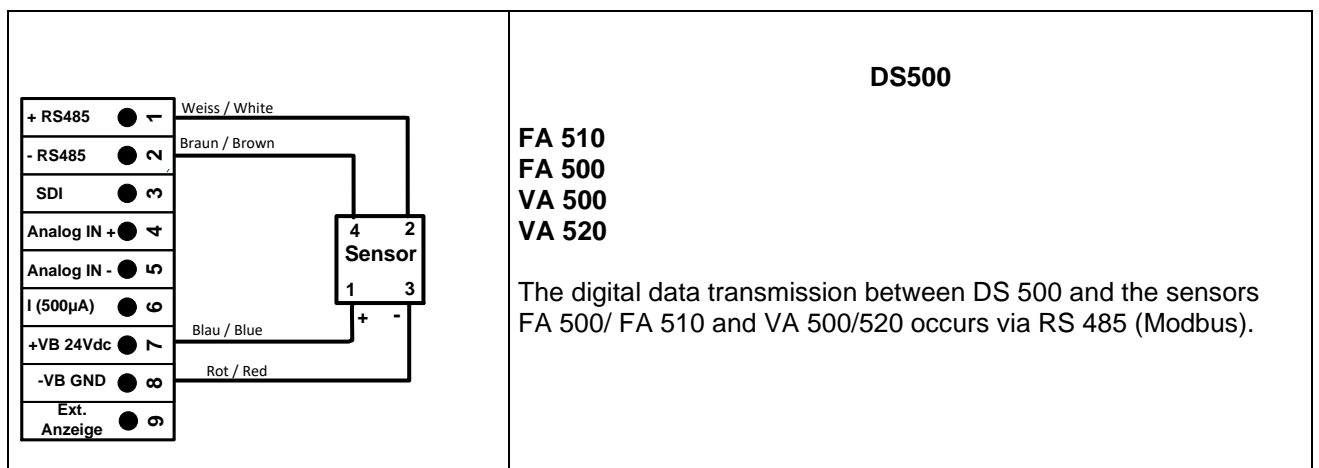 + RS485 1 Weiss / White
- RS485 2 Braun / Brown
SDI 3
Analog IN + 4
Analog IN - 5
I (500µA) 6
+VB 24Vdc 7 Blau / Blue
-VB GND 8 Rot / Red
Ext.
Anzeige 9
4 2
Sensor
1 3
+ -
DS500
FA 510
FA 500
VA 500
VA 520
The digital data transmission between DS 500 and the sensors
FA 500/ FA 510 and VA 500/520 occurs via RS 485 (Modbus).